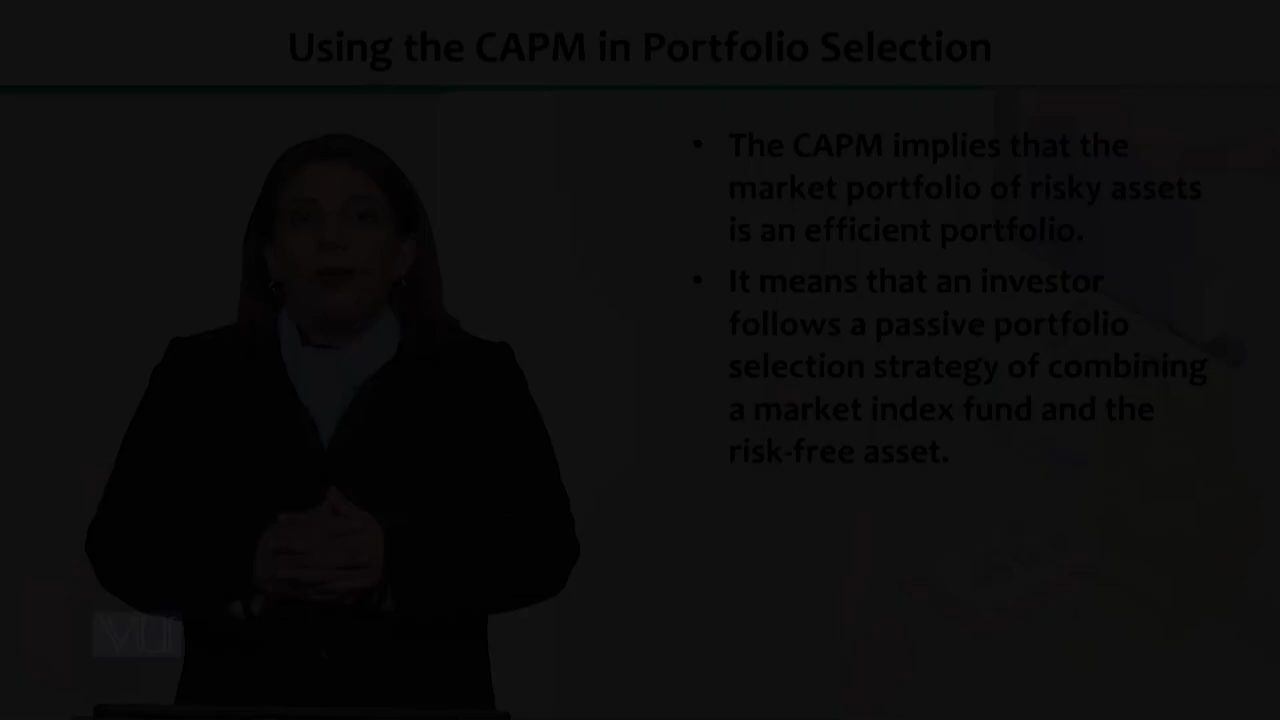 Using the CAPM in Portfolio Selection
• The CAPM implies that the
market portfolio of risky assets
is an efficient portfolio.
• It means that an investor
follows a passive portfolio
selection strategy of combining
a market index fund and the
risk-free asset.
VU